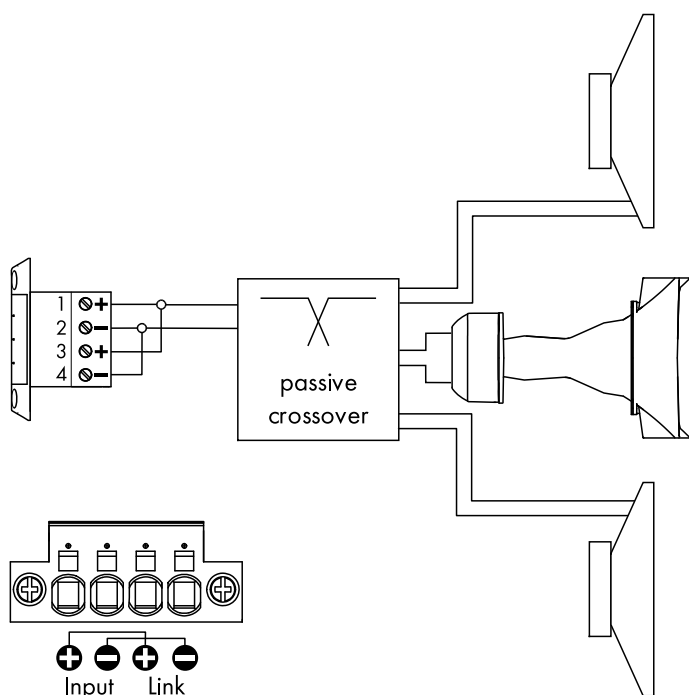 1 +
2 −
3 +
4 −
passive
crossover
+ − + −
Input Link